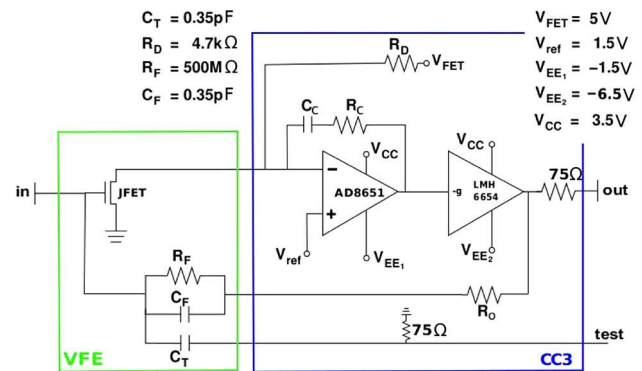 C_T = 0.35pF
R_D = 4.7kΩ
R_F = 500MΩ
C_F = 0.35pF
V_FET = 5V
V_ref = 1.5V
V_EE₁ = −1.5V
V_EE₂ = −6.5V
V_CC = 3.5V
R_D
V_FET
C_C
R_C
V_CC
V_CC
in
JFET
−
AD8651
+
-g
LMH
6654
75Ω
out
V_ref
V_EE₁
V_EE₂
R_F
C_F
R_O
75Ω
test
C_T
VFE
CC3